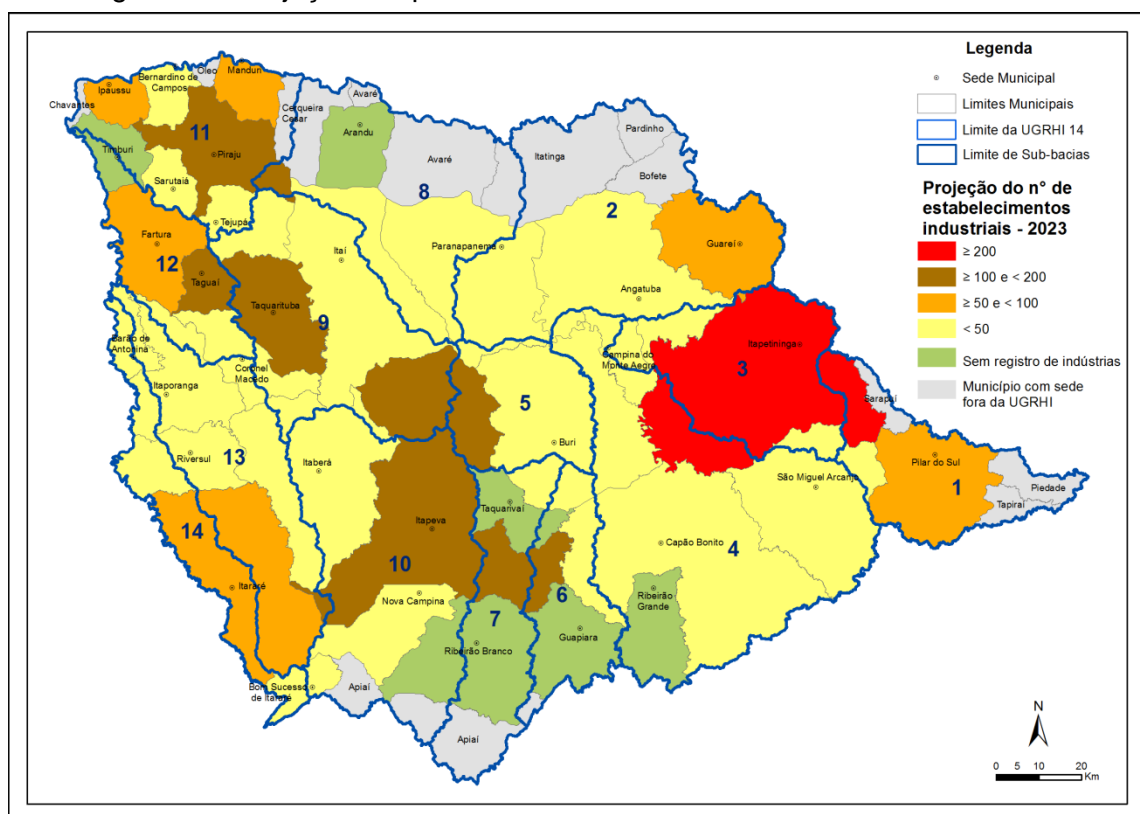 Legenda
Sede Municipal
Limites Municipais
Limite da UGRHI 14
Limite de Sub-bacias
Projeção do n° de
estabelecimentos
industriais - 2023
≥ 200
≥ 100 e < 200
≥ 50 e < 100
< 50
Sem registro de indústrias
Município com sede
fora da UGRHI
Chavantes
Ipaussu
Bernardino de
Campos
Óleo
Manduri
Cerqueira
Cesar
Avaré
Arandu
Timburi
11
Piraju
Sarutaiá
Tejupá
Avaré
8
Itatinga
Pardinho
Bofete
2
Guareí
Fartura
12
Taguaí
Taquarituba
Itaí
9
Paranapanema
Angatuba
Barão de
Antonina
Coronel
Macedo
Campina do
Monte Alegre
Itapetininga
3
Sarapuí
Itaporanga
5
Buri
Riversul
13
Itaberá
Pilar do Sul
1
Piedade
Tapiraí
São Miguel Arcanjo
Taquarivaí
Itapeva
10
Capão Bonito
4
14
Itararé
Nova Campina
6
Ribeirão
Grande
7
Ribeirão Branco
Guapiara
Bom Sucesso
de Itararé
Apiaí
Apiaí
N
0 5 10 20
Km